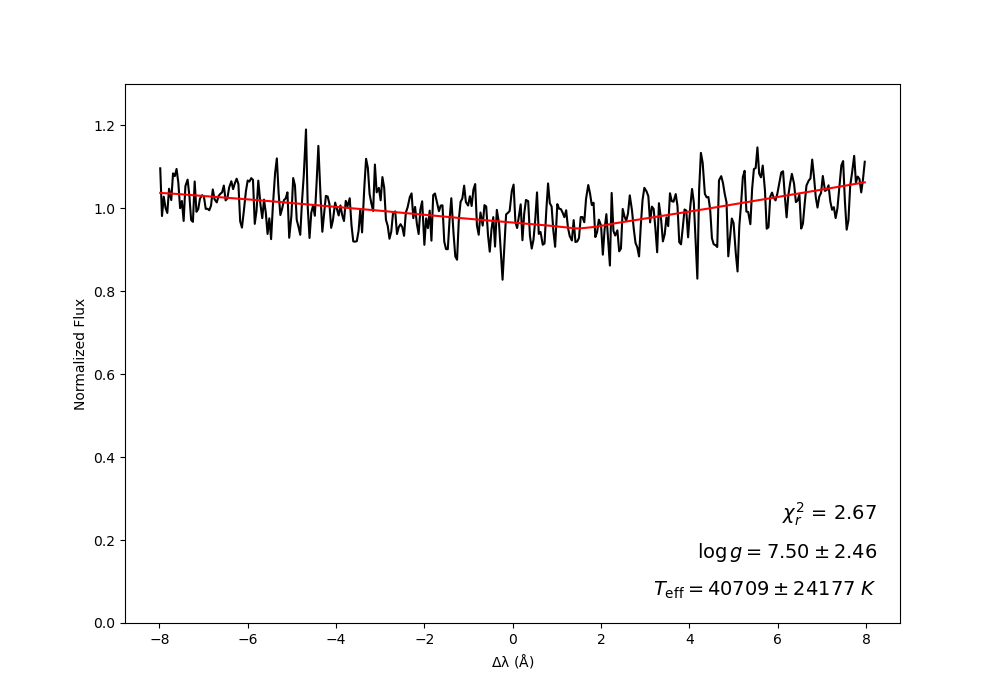 1.2
1.0
0.8
0.6
0.4
0.2
0.0
Normalized Flux
χ²ᵣ = 2.67
log g = 7.50 ± 2.46
T_eff = 40709 ± 24177 K
−8 −6 −4 −2 0 2 4 6 8
Δλ (Å)